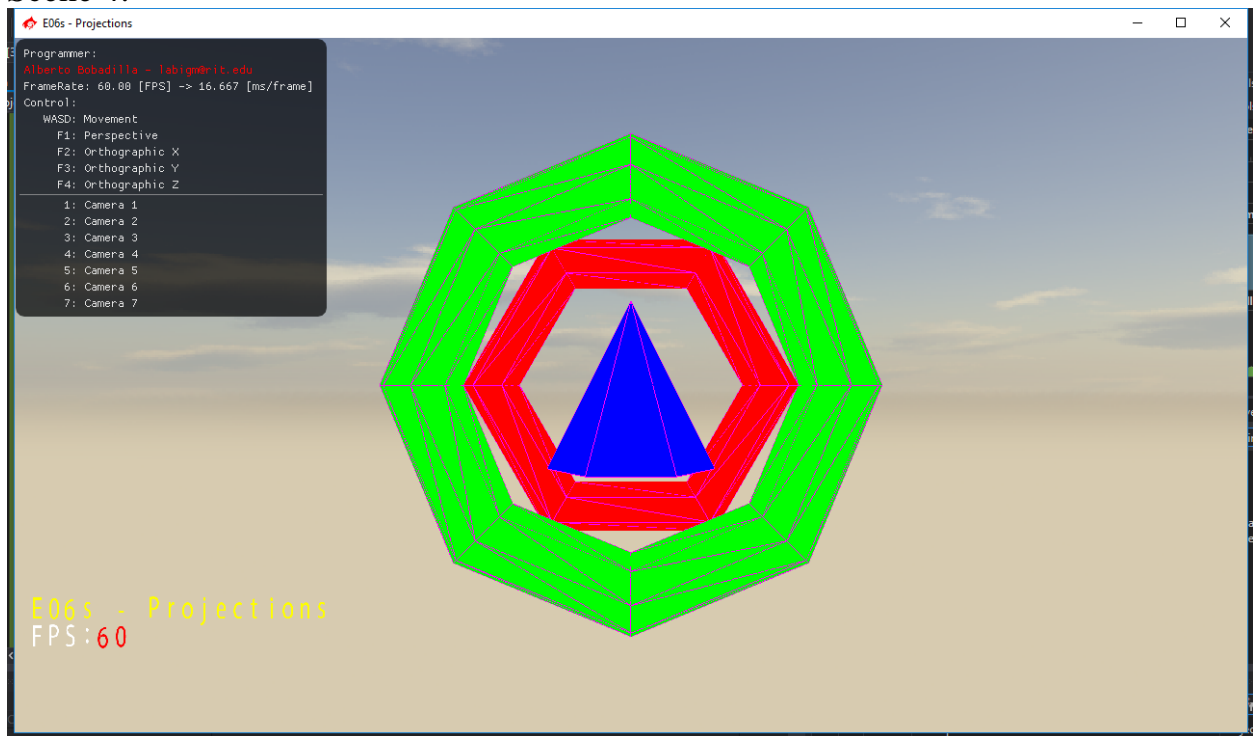 E06s - Projections
Programmer:
Alberto Bobadilla - labigm@rit.edu
FrameRate: 60.00 [FPS] -> 16.667 [ms/frame]
Control:
WASD: Movement
F1: Perspective
F2: Orthographic X
F3: Orthographic Y
F4: Orthographic Z
1: Camera 1
2: Camera 2
3: Camera 3
4: Camera 4
5: Camera 5
6: Camera 6
7: Camera 7
E06s - Projections
FPS:60